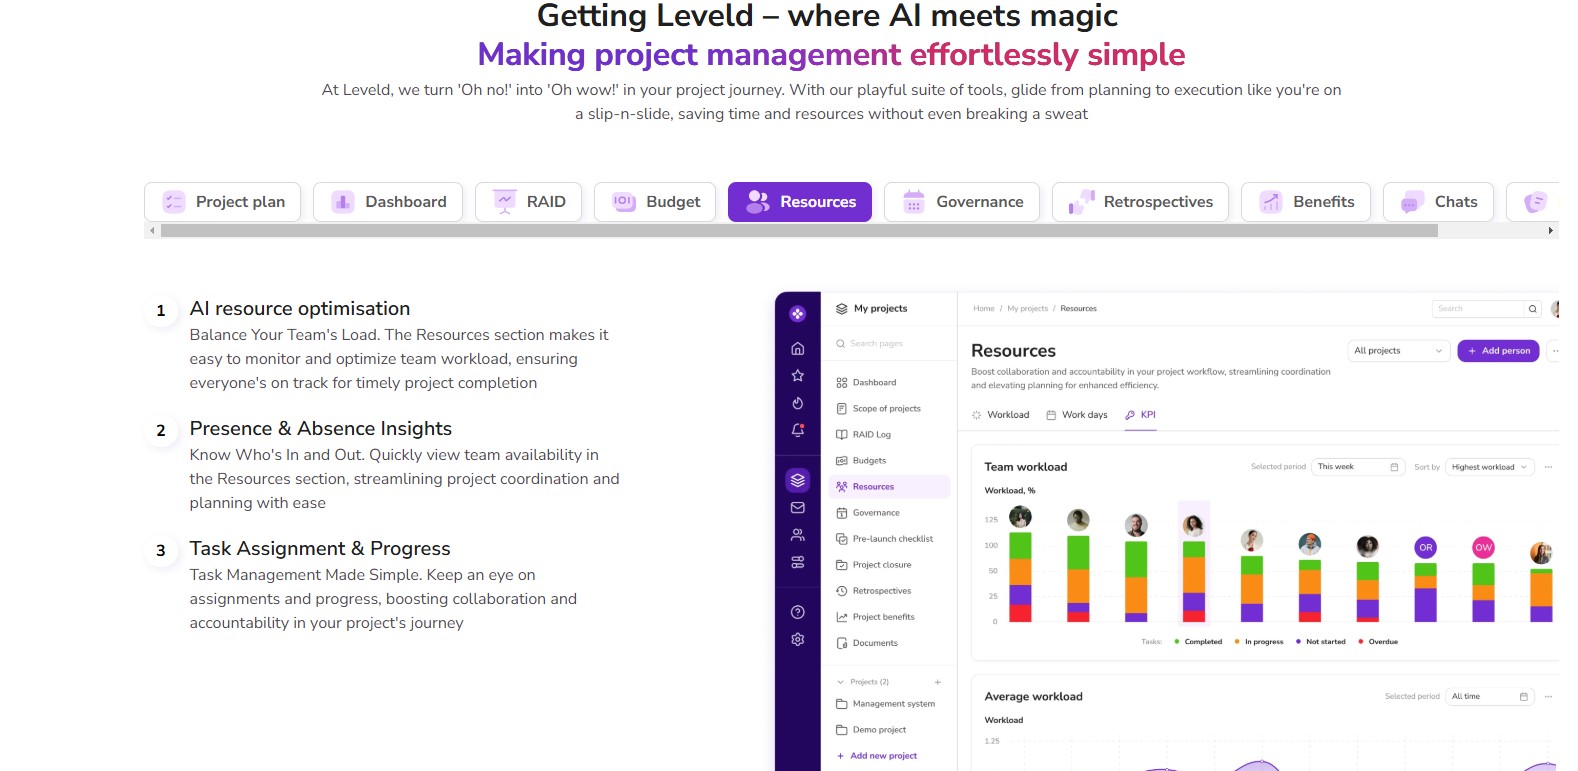 Getting Leveld – where AI meets magic
Making project management effortlessly simple
At Leveld, we turn 'Oh no!' into 'Oh wow!' in your project journey. With our playful suite of tools, glide from planning to execution like you're on
a slip-n-slide, saving time and resources without even breaking a sweat
Project plan Dashboard RAID Budget Resources Governance Retrospectives Benefits Chats
1 AI resource optimisation
Balance Your Team's Load. The Resources section makes it
easy to monitor and optimize team workload, ensuring
everyone's on track for timely project completion
2 Presence & Absence Insights
Know Who's In and Out. Quickly view team availability in
the Resources section, streamlining project coordination and
planning with ease
3 Task Assignment & Progress
Task Management Made Simple. Keep an eye on
assignments and progress, boosting collaboration and
accountability in your project's journey
My projects
Search pages
Dashboard
Scope of projects
RAID Log
Budgets
Resources
Governance
Pre-launch checklist
Project closure
Retrospectives
Project benefits
Documents
Projects (2) +
Management system
Demo project
+ Add new project
Home / My projects / Resources Search
Resources All projects + Add person
Boost collaboration and accountability in your project workflow, streamlining coordination
and elevating planning for enhanced efficiency.
Workload Work days KPI
Team workload Selected period This week Sort by Highest workload
Workload, %
125
100
50
25
0
OR OW
Tasks: Completed In progress Not started Overdue
Average workload Selected period All time
Workload
1.25